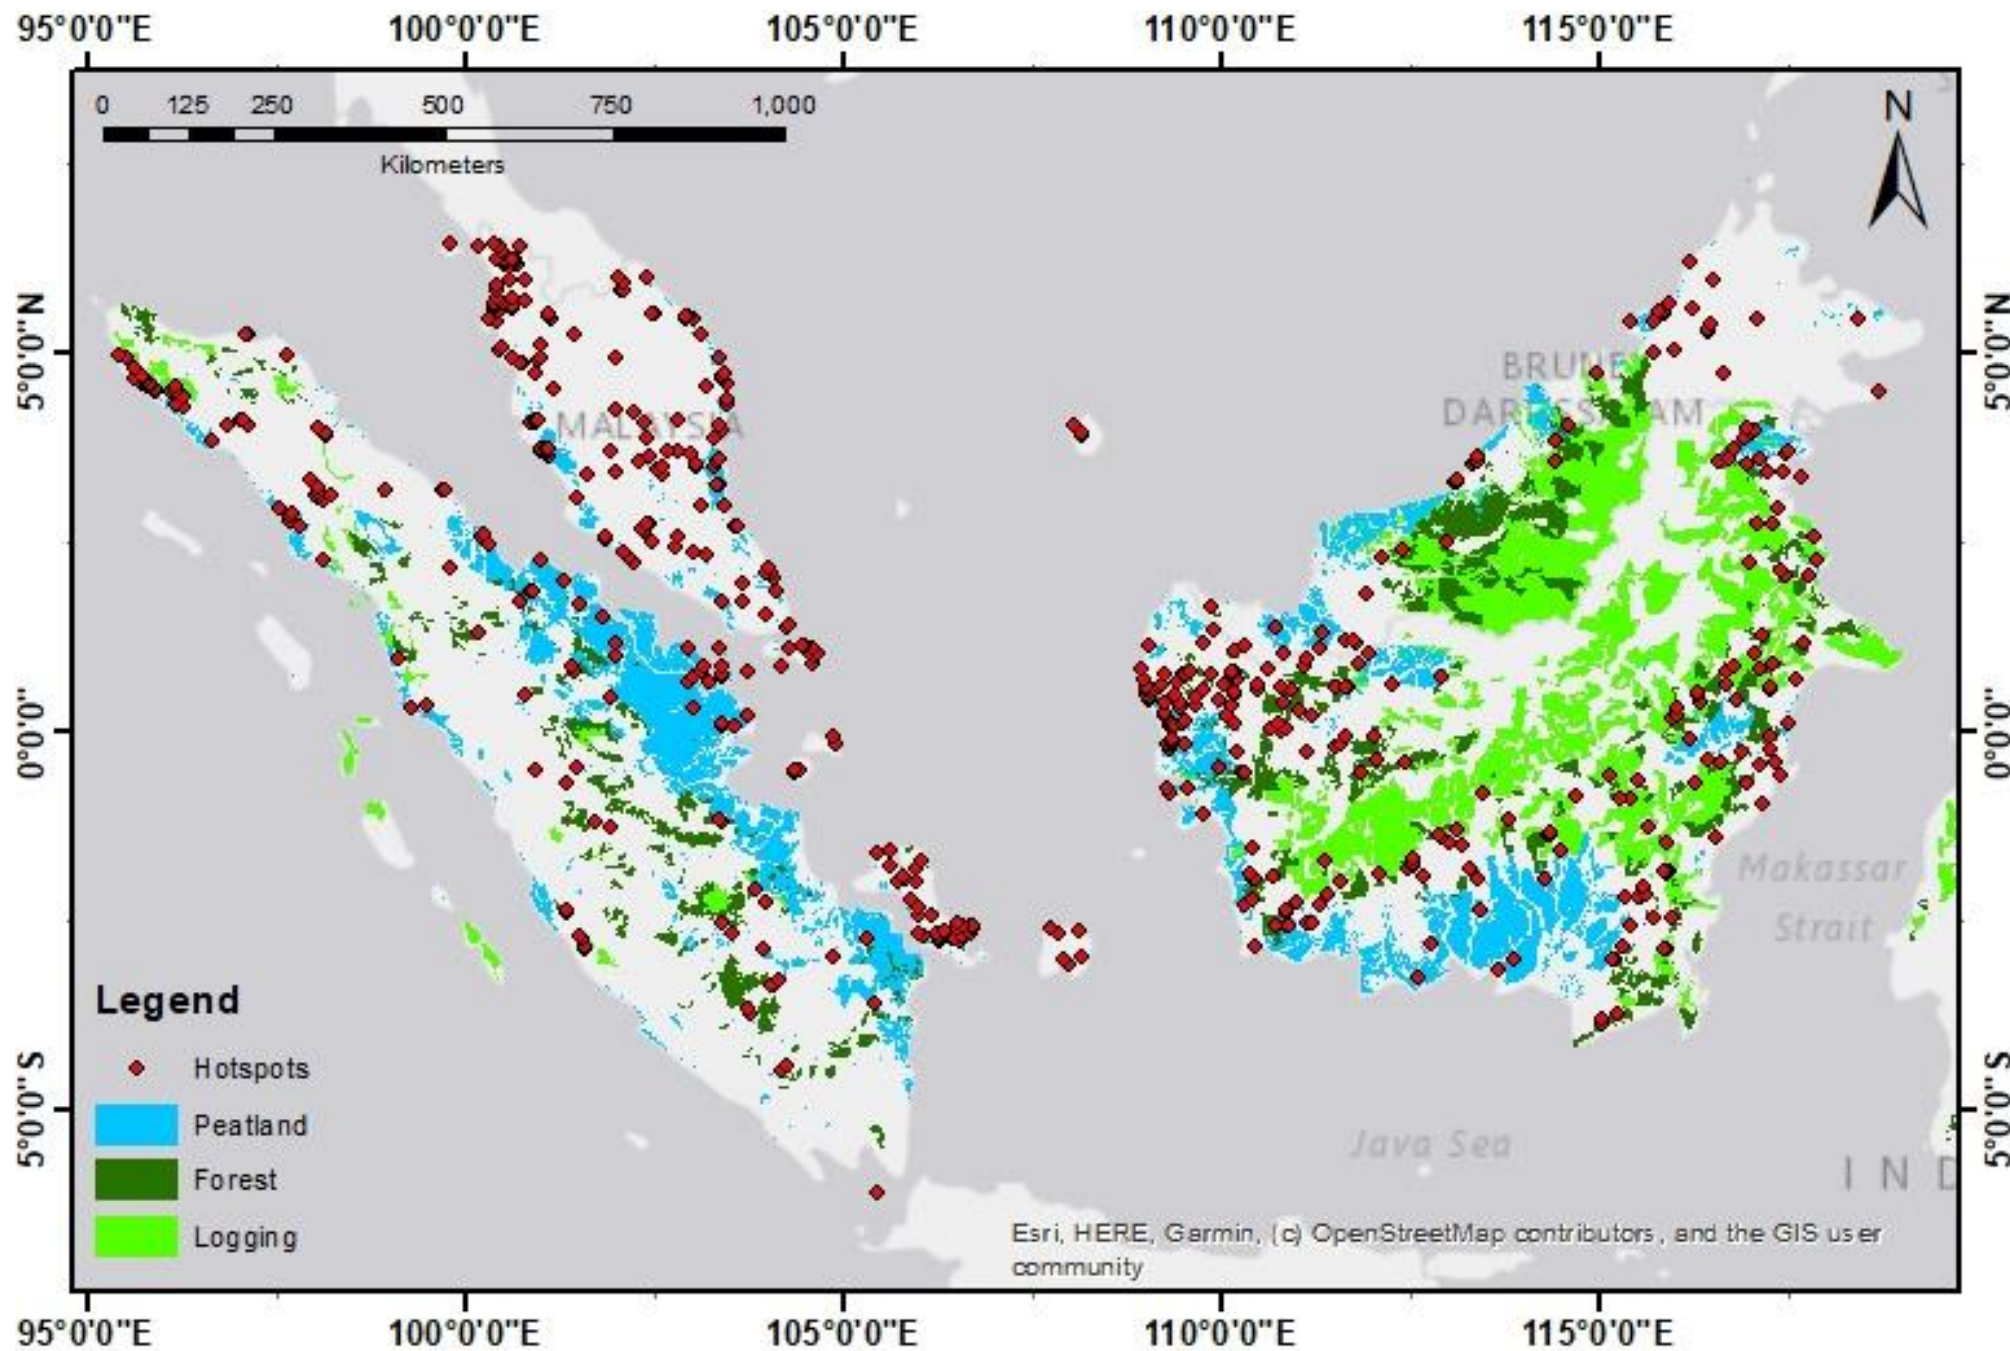 95°0'0"E 100°0'0"E 105°0'0"E 110°0'0"E 115°0'0"E
0 125 250 500 750 1,000
Kilometers
N
5°0'0"N
5°0'0"N
BRUNEI
DARUSSALAM
MALAYSIA
0°0'0"
0°0'0"
Makassar
Strait
Legend
Hotspots
Peatland
Forest
Logging
5°0'0"S
5°0'0"S
Java Sea
IND
Esri, HERE, Garmin, (c) OpenStreetMap contributors, and the GIS user
community
95°0'0"E 100°0'0"E 105°0'0"E 110°0'0"E 115°0'0"E